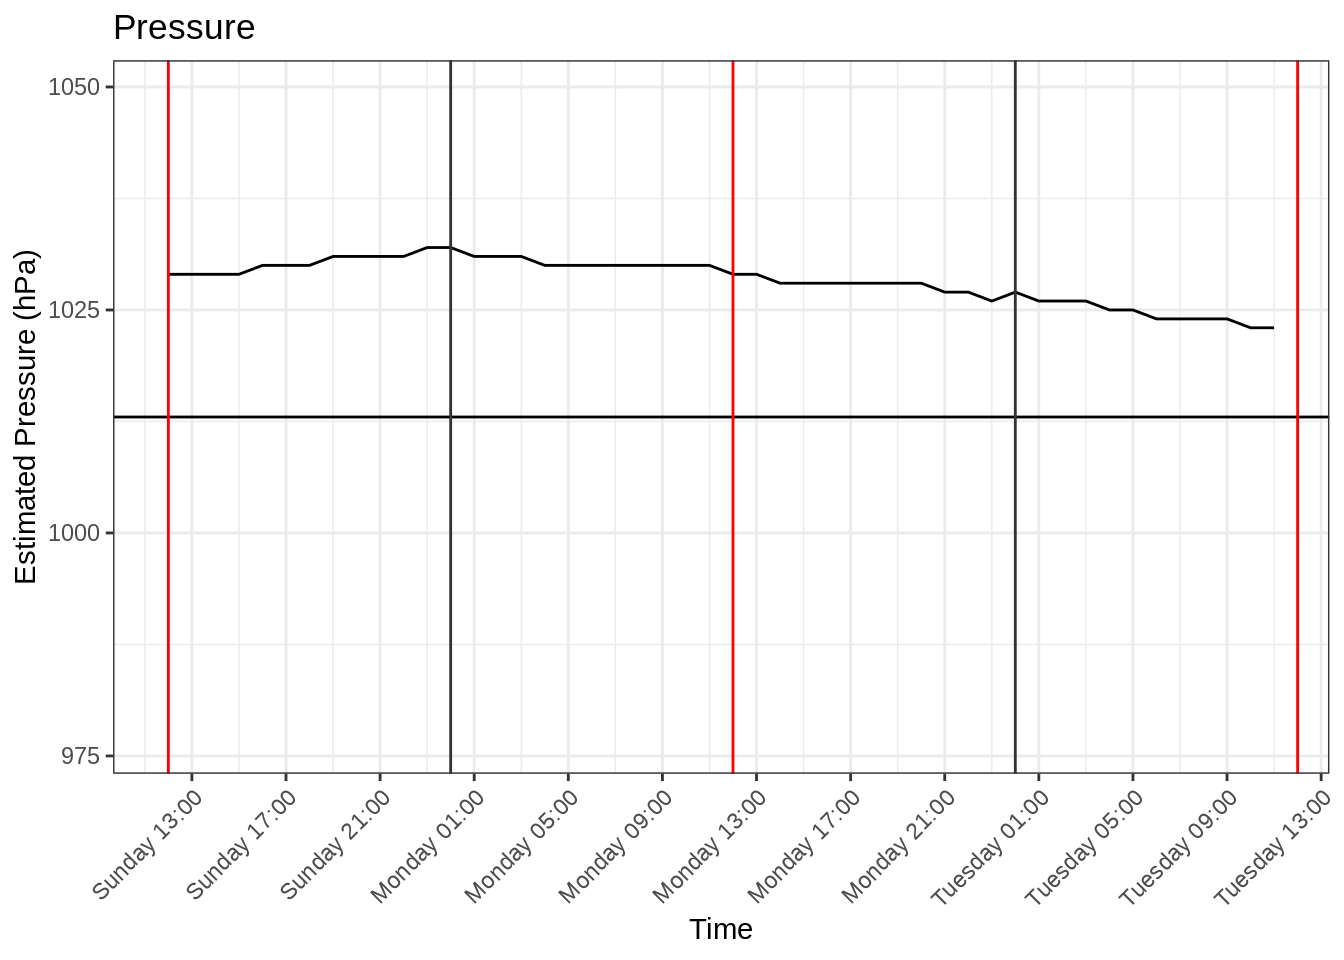 Pressure
Estimated Pressure (hPa)
1050
1025
1000
975
Sunday 13:00
Sunday 17:00
Sunday 21:00
Monday 01:00
Monday 05:00
Monday 09:00
Monday 13:00
Monday 17:00
Monday 21:00
Tuesday 01:00
Tuesday 05:00
Tuesday 09:00
Tuesday 13:00
Time